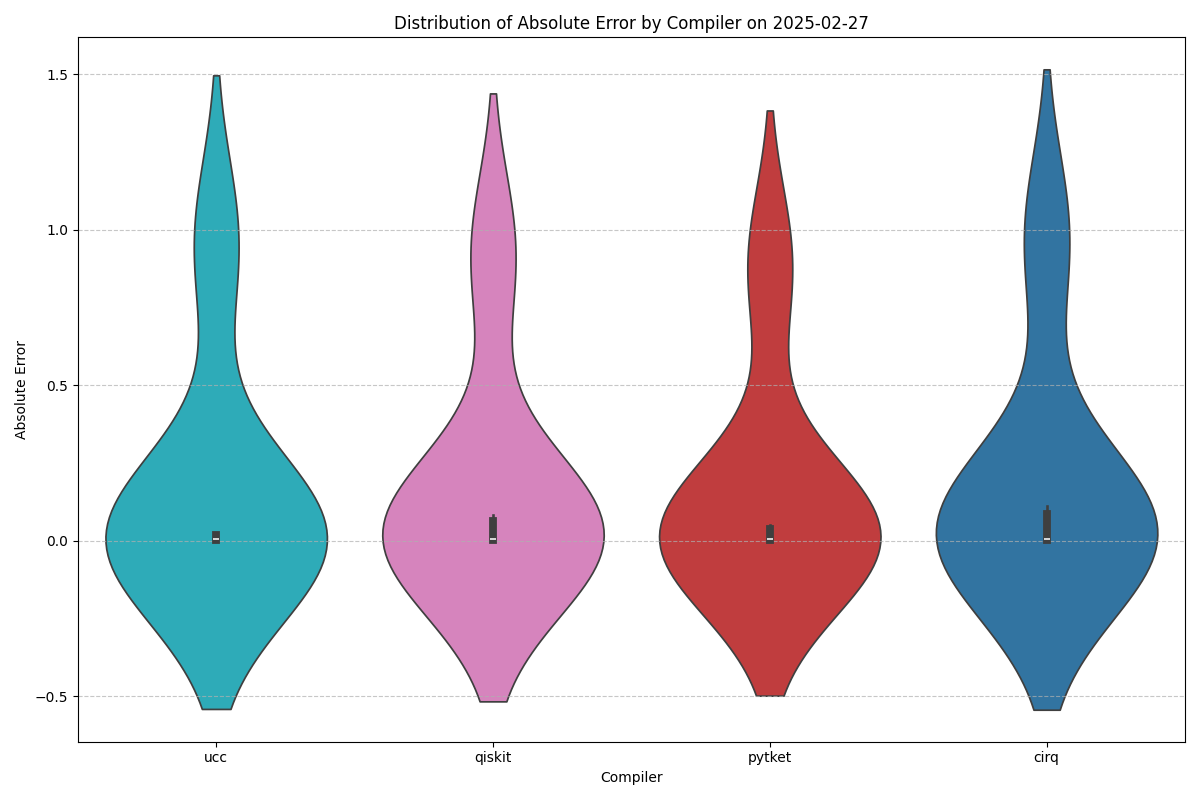 Distribution of Absolute Error by Compiler on 2025-02-27
Absolute Error
1.5
1.0
0.5
0.0
−0.5
ucc
qiskit
pytket
cirq
Compiler